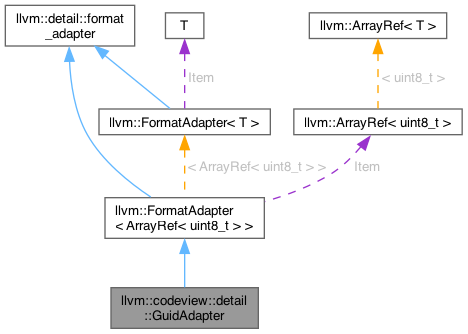 llvm::detail::format
_adapter
T
llvm::ArrayRef< T >
Item
< uint8_t >
llvm::FormatAdapter< T >
llvm::ArrayRef< uint8_t >
< ArrayRef< uint8_t > >
Item
llvm::FormatAdapter
< ArrayRef< uint8_t > >
llvm::codeview::detail
::GuidAdapter